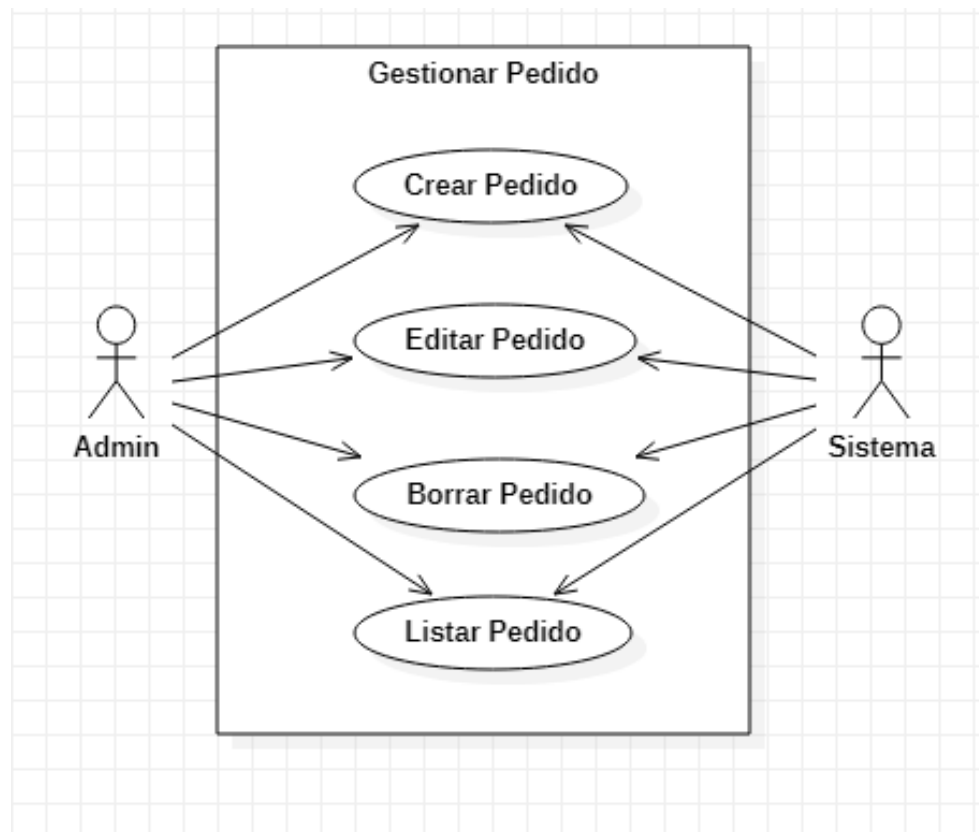 Gestionar Pedido
Crear Pedido
Editar Pedido
Admin
Sistema
Borrar Pedido
Listar Pedido